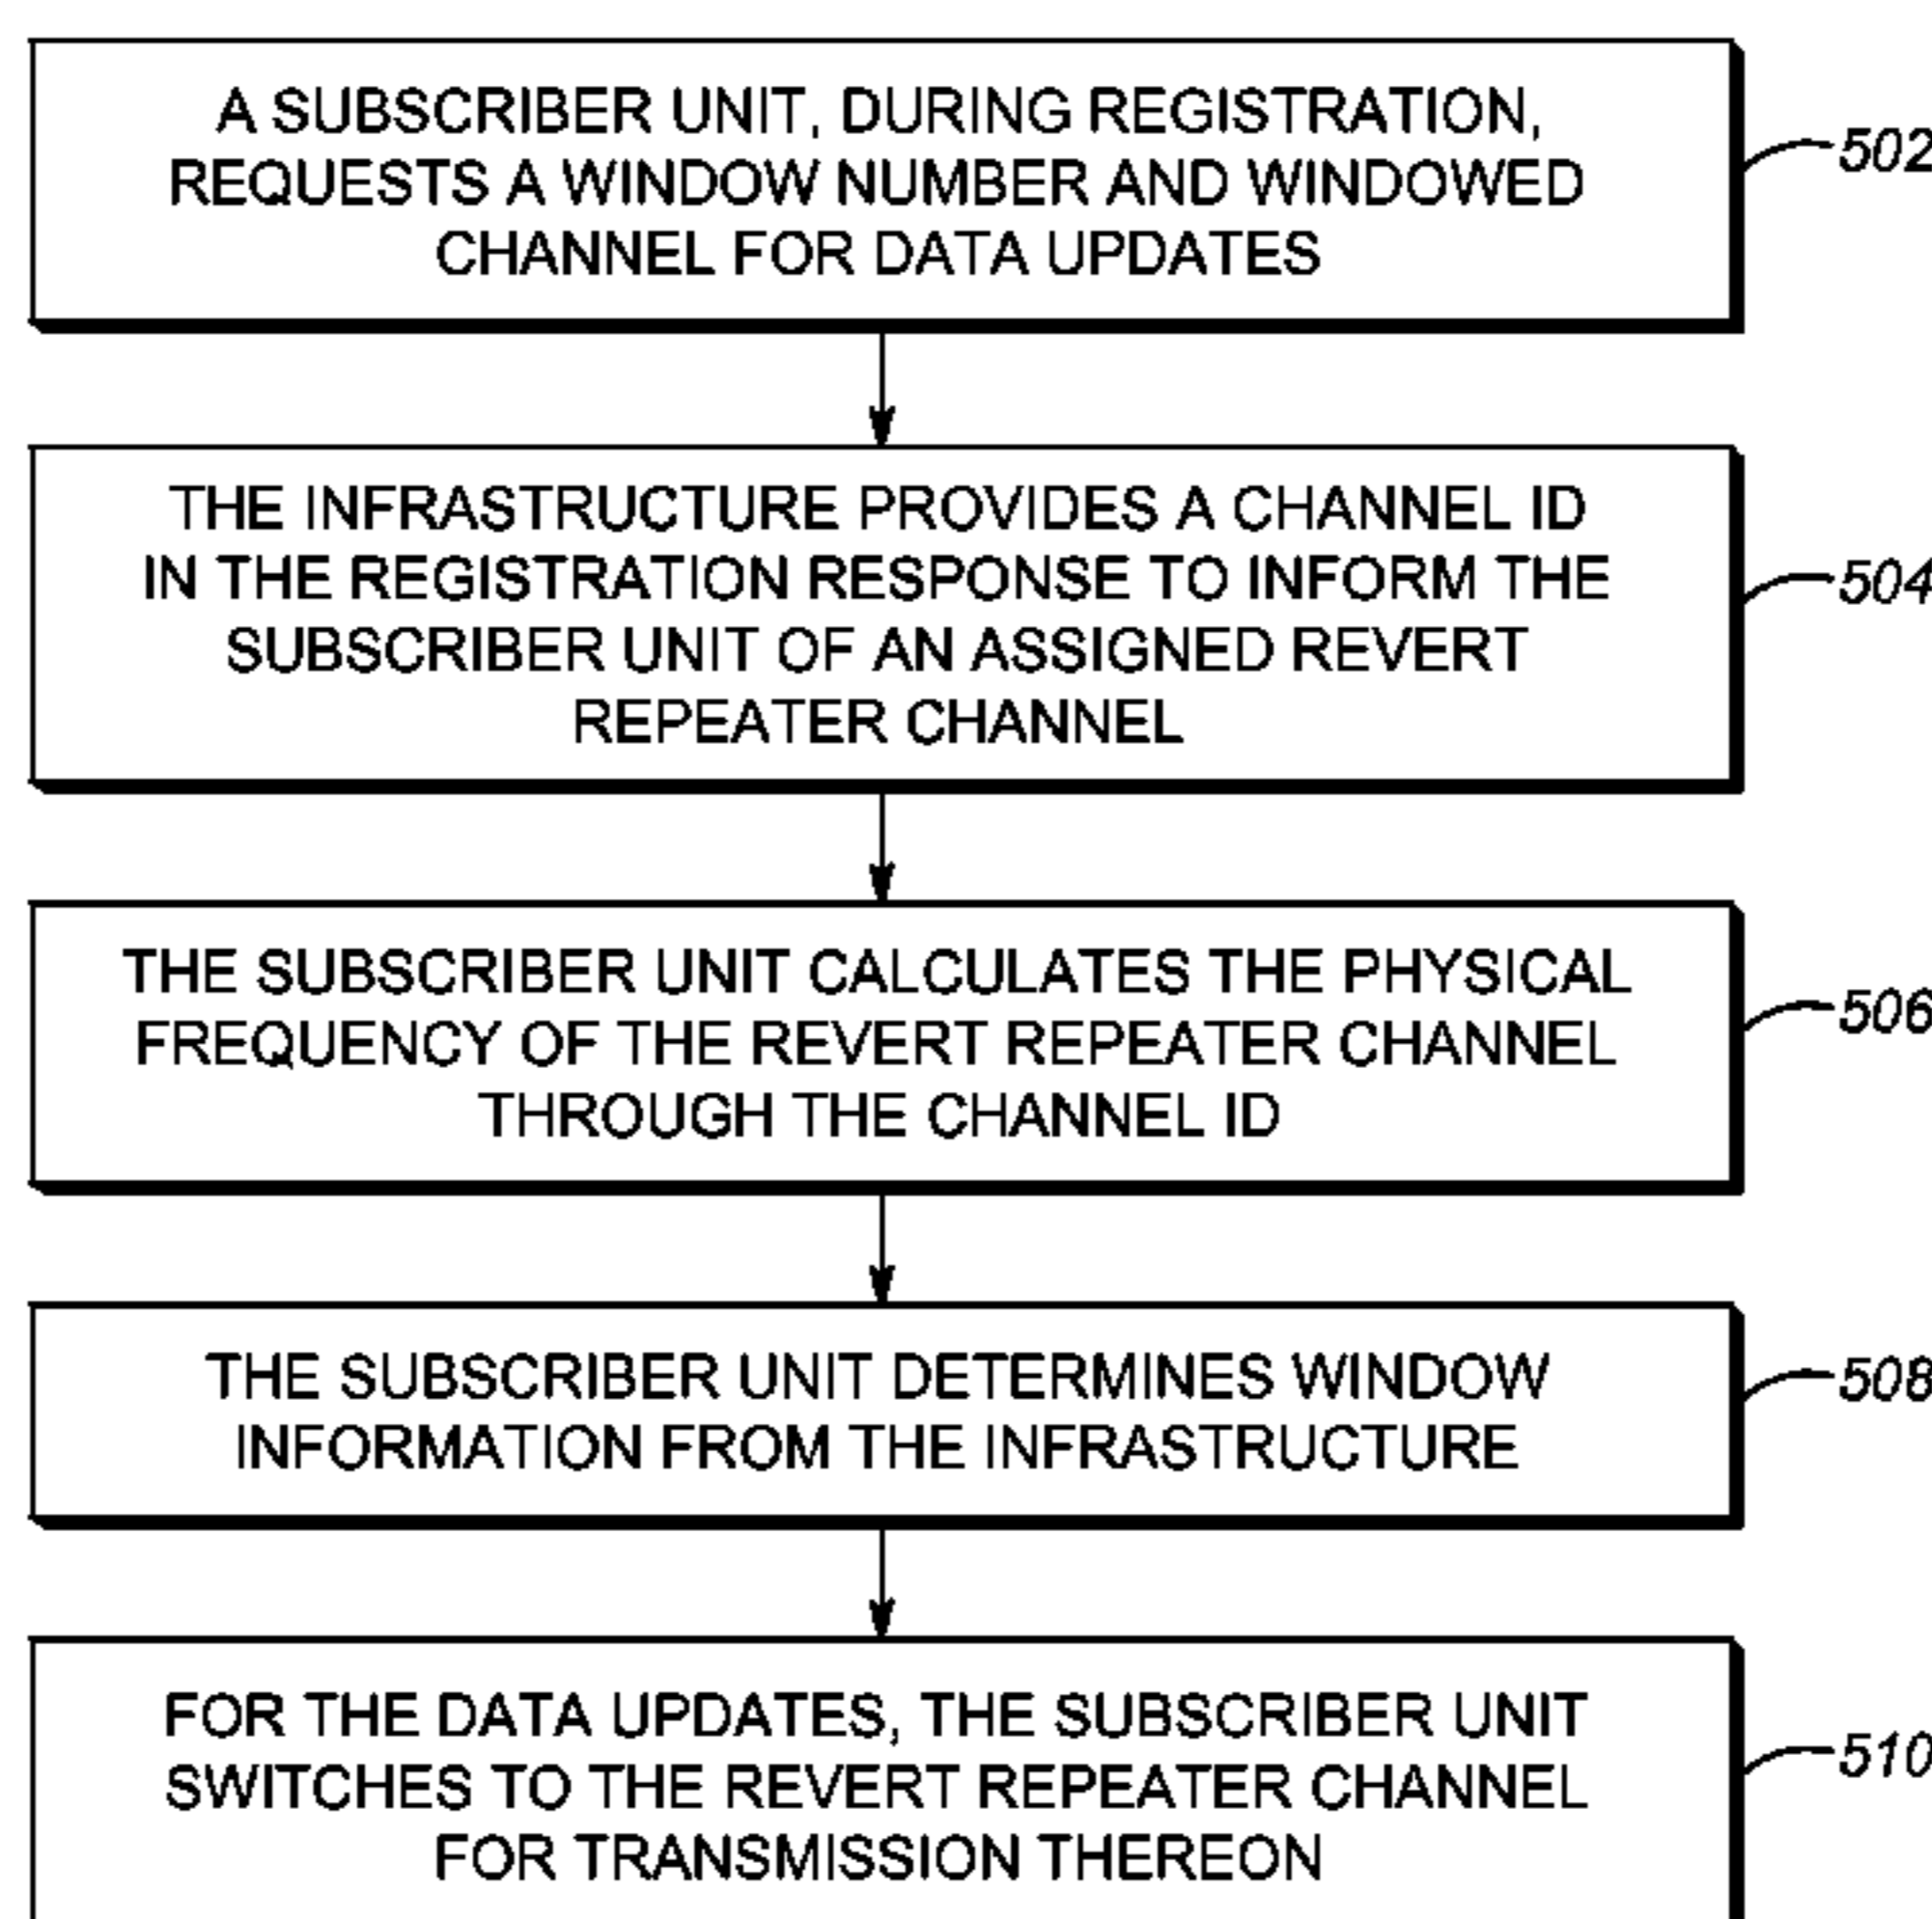 A SUBSCRIBER UNIT, DURING REGISTRATION,
REQUESTS A WINDOW NUMBER AND WINDOWED
CHANNEL FOR DATA UPDATES
502
THE INFRASTRUCTURE PROVIDES A CHANNEL ID
IN THE REGISTRATION RESPONSE TO INFORM THE
SUBSCRIBER UNIT OF AN ASSIGNED REVERT
REPEATER CHANNEL
504
THE SUBSCRIBER UNIT CALCULATES THE PHYSICAL
FREQUENCY OF THE REVERT REPEATER CHANNEL
THROUGH THE CHANNEL ID
506
THE SUBSCRIBER UNIT DETERMINES WINDOW
INFORMATION FROM THE INFRASTRUCTURE
508
FOR THE DATA UPDATES, THE SUBSCRIBER UNIT
SWITCHES TO THE REVERT REPEATER CHANNEL
FOR TRANSMISSION THEREON
510